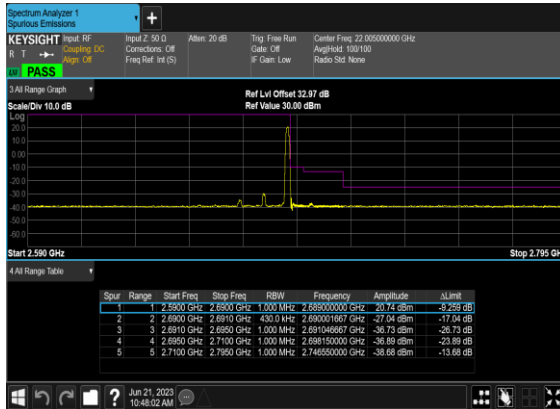 Spectrum Analyzer 1
Spurious Emissions
KEYSIGHT
R T
LXI
PASS
Input: RF
Coupling: DC
Align: Off
Input Z: 50 Ω
Corrections: Off
Freq Ref: Int (S)
Atten: 20 dB
Trig: Free Run
Gate: Off
IF Gain: Low
Center Freq: 22.005000000 GHz
Avg|Hold: 100/100
Radio Std: None
3 All Range Graph
Scale/Div 10.0 dB
Ref Lvl Offset 32.97 dB
Ref Value 30.00 dBm
Log
20.0
10.0
0.00
-10.0
-20.0
-30.0
-40.0
-50.0
-60.0
Start 2.590 GHz
Stop 2.795 GH
4 All Range Table
Spur Range Start Freq Stop Freq RBW Frequency Amplitude ΔLimit
1 1 2.5900 GHz 2.6900 GHz 1.000 MHz 2.689000000 GHz 20.74 dBm -9.259 dB
2 2 2.6900 GHz 2.6910 GHz 430.0 kHz 2.690001667 GHz -27.04 dBm -17.04 dB
3 3 2.6910 GHz 2.6950 GHz 1.000 MHz 2.691046667 GHz -36.73 dBm -26.73 dB
4 4 2.6950 GHz 2.7100 GHz 1.000 MHz 2.698150000 GHz -36.89 dBm -23.89 dB
5 5 2.7100 GHz 2.7950 GHz 1.000 MHz 2.746550000 GHz -38.68 dBm -13.68 dB
?
Jun 21, 2023
10:48:02 AM